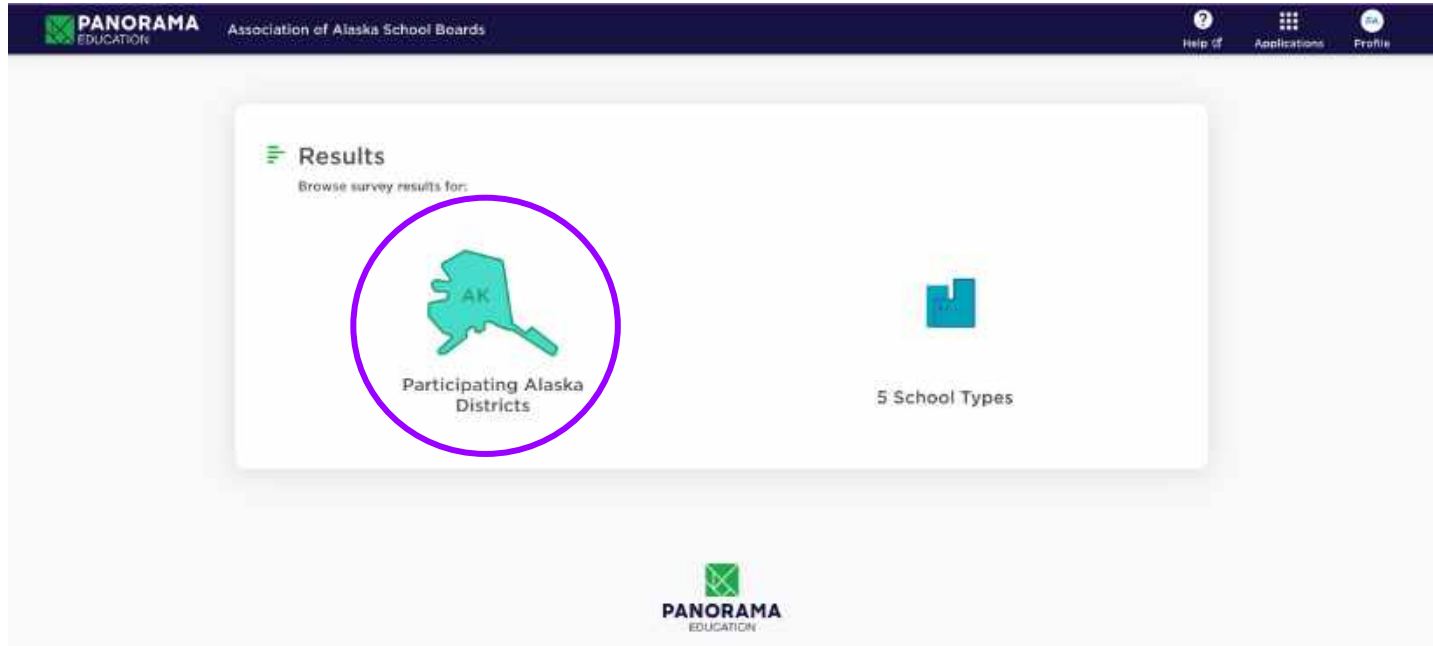 PANORAMA
EDUCATION
Association of Alaska School Boards
Help
Applications
Profile
Results
Browse survey results for:
AK
Participating Alaska
Districts
5 School Types
PANORAMA
EDUCATION